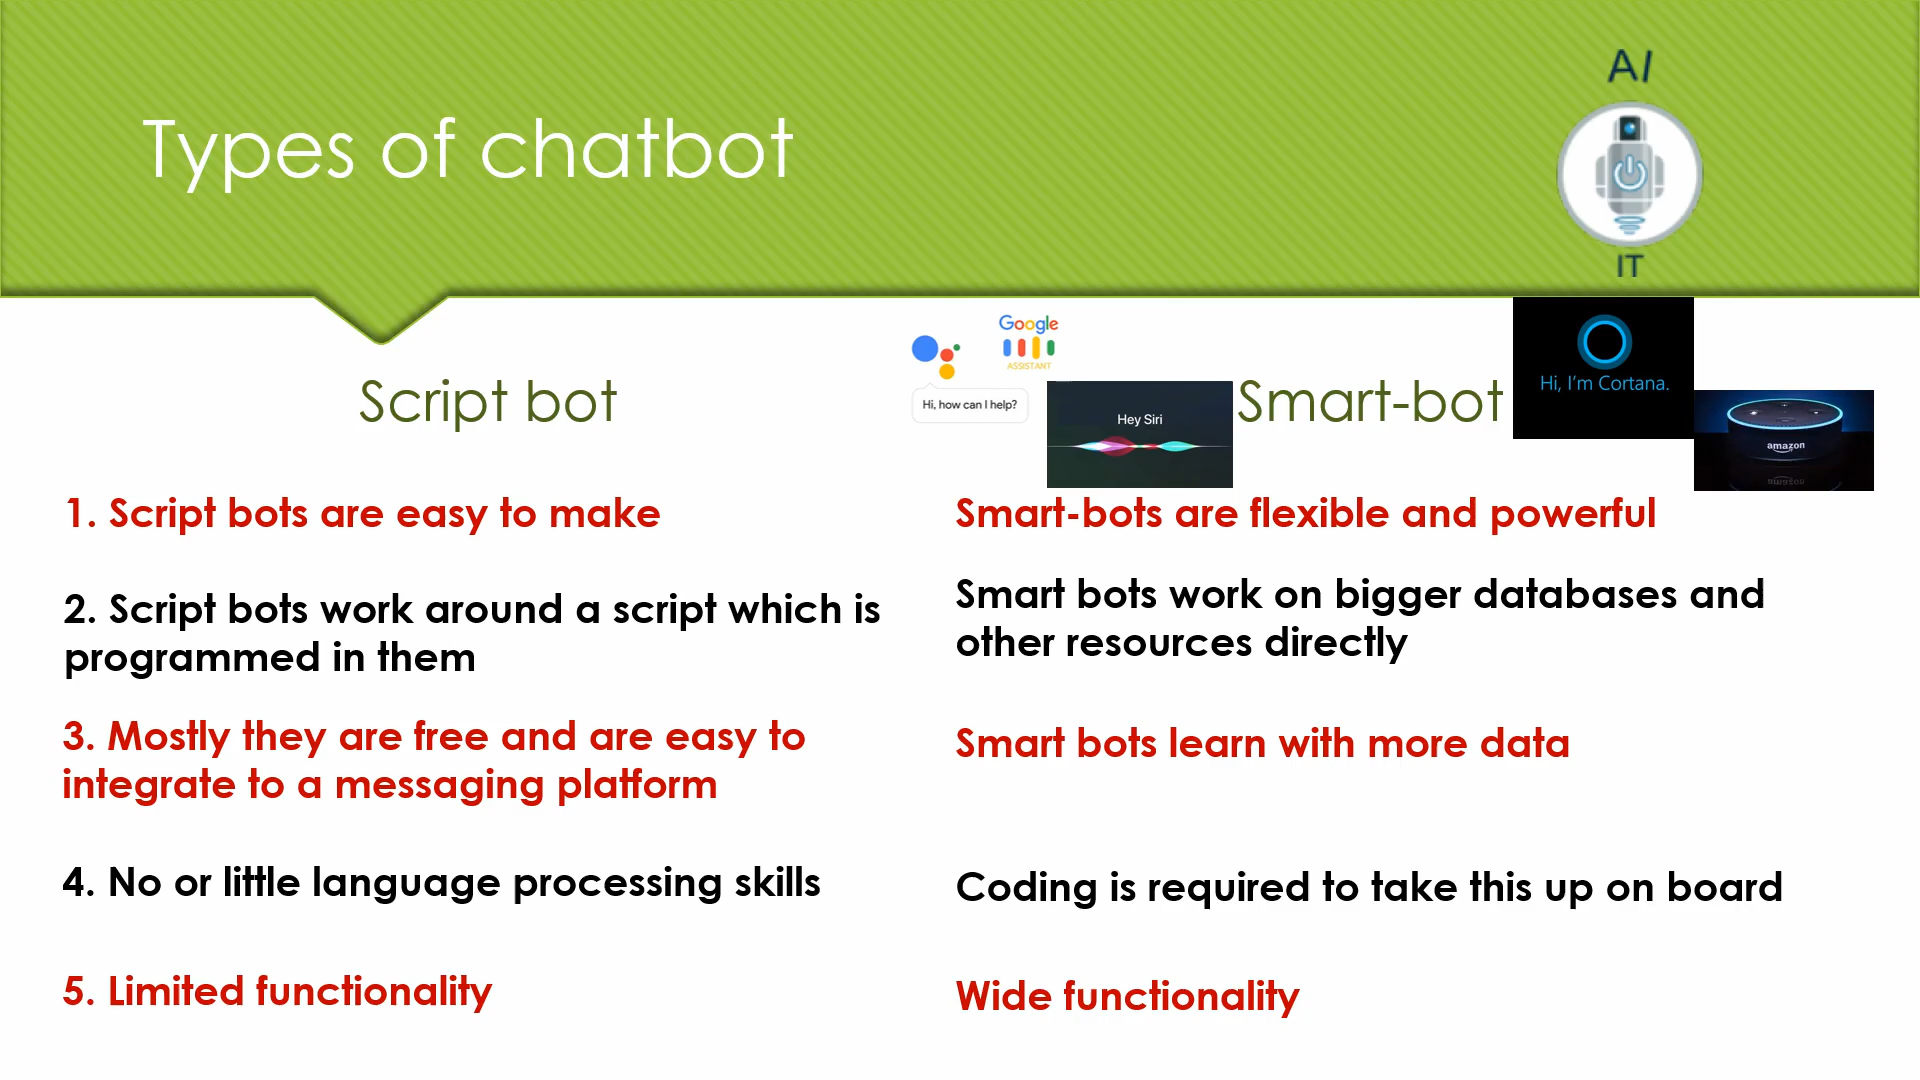 AI
Types of chatbot
IT
Google
ASSISTANT
Hi, how can I help?
Hey Siri
Hi, I'm Cortana.
amazon
Script bot
Smart-bot
1. Script bots are easy to make
Smart-bots are flexible and powerful
2. Script bots work around a script which is
programmed in them
Smart bots work on bigger databases and
other resources directly
3. Mostly they are free and are easy to
integrate to a messaging platform
Smart bots learn with more data
4. No or little language processing skills
Coding is required to take this up on board
5. Limited functionality
Wide functionality